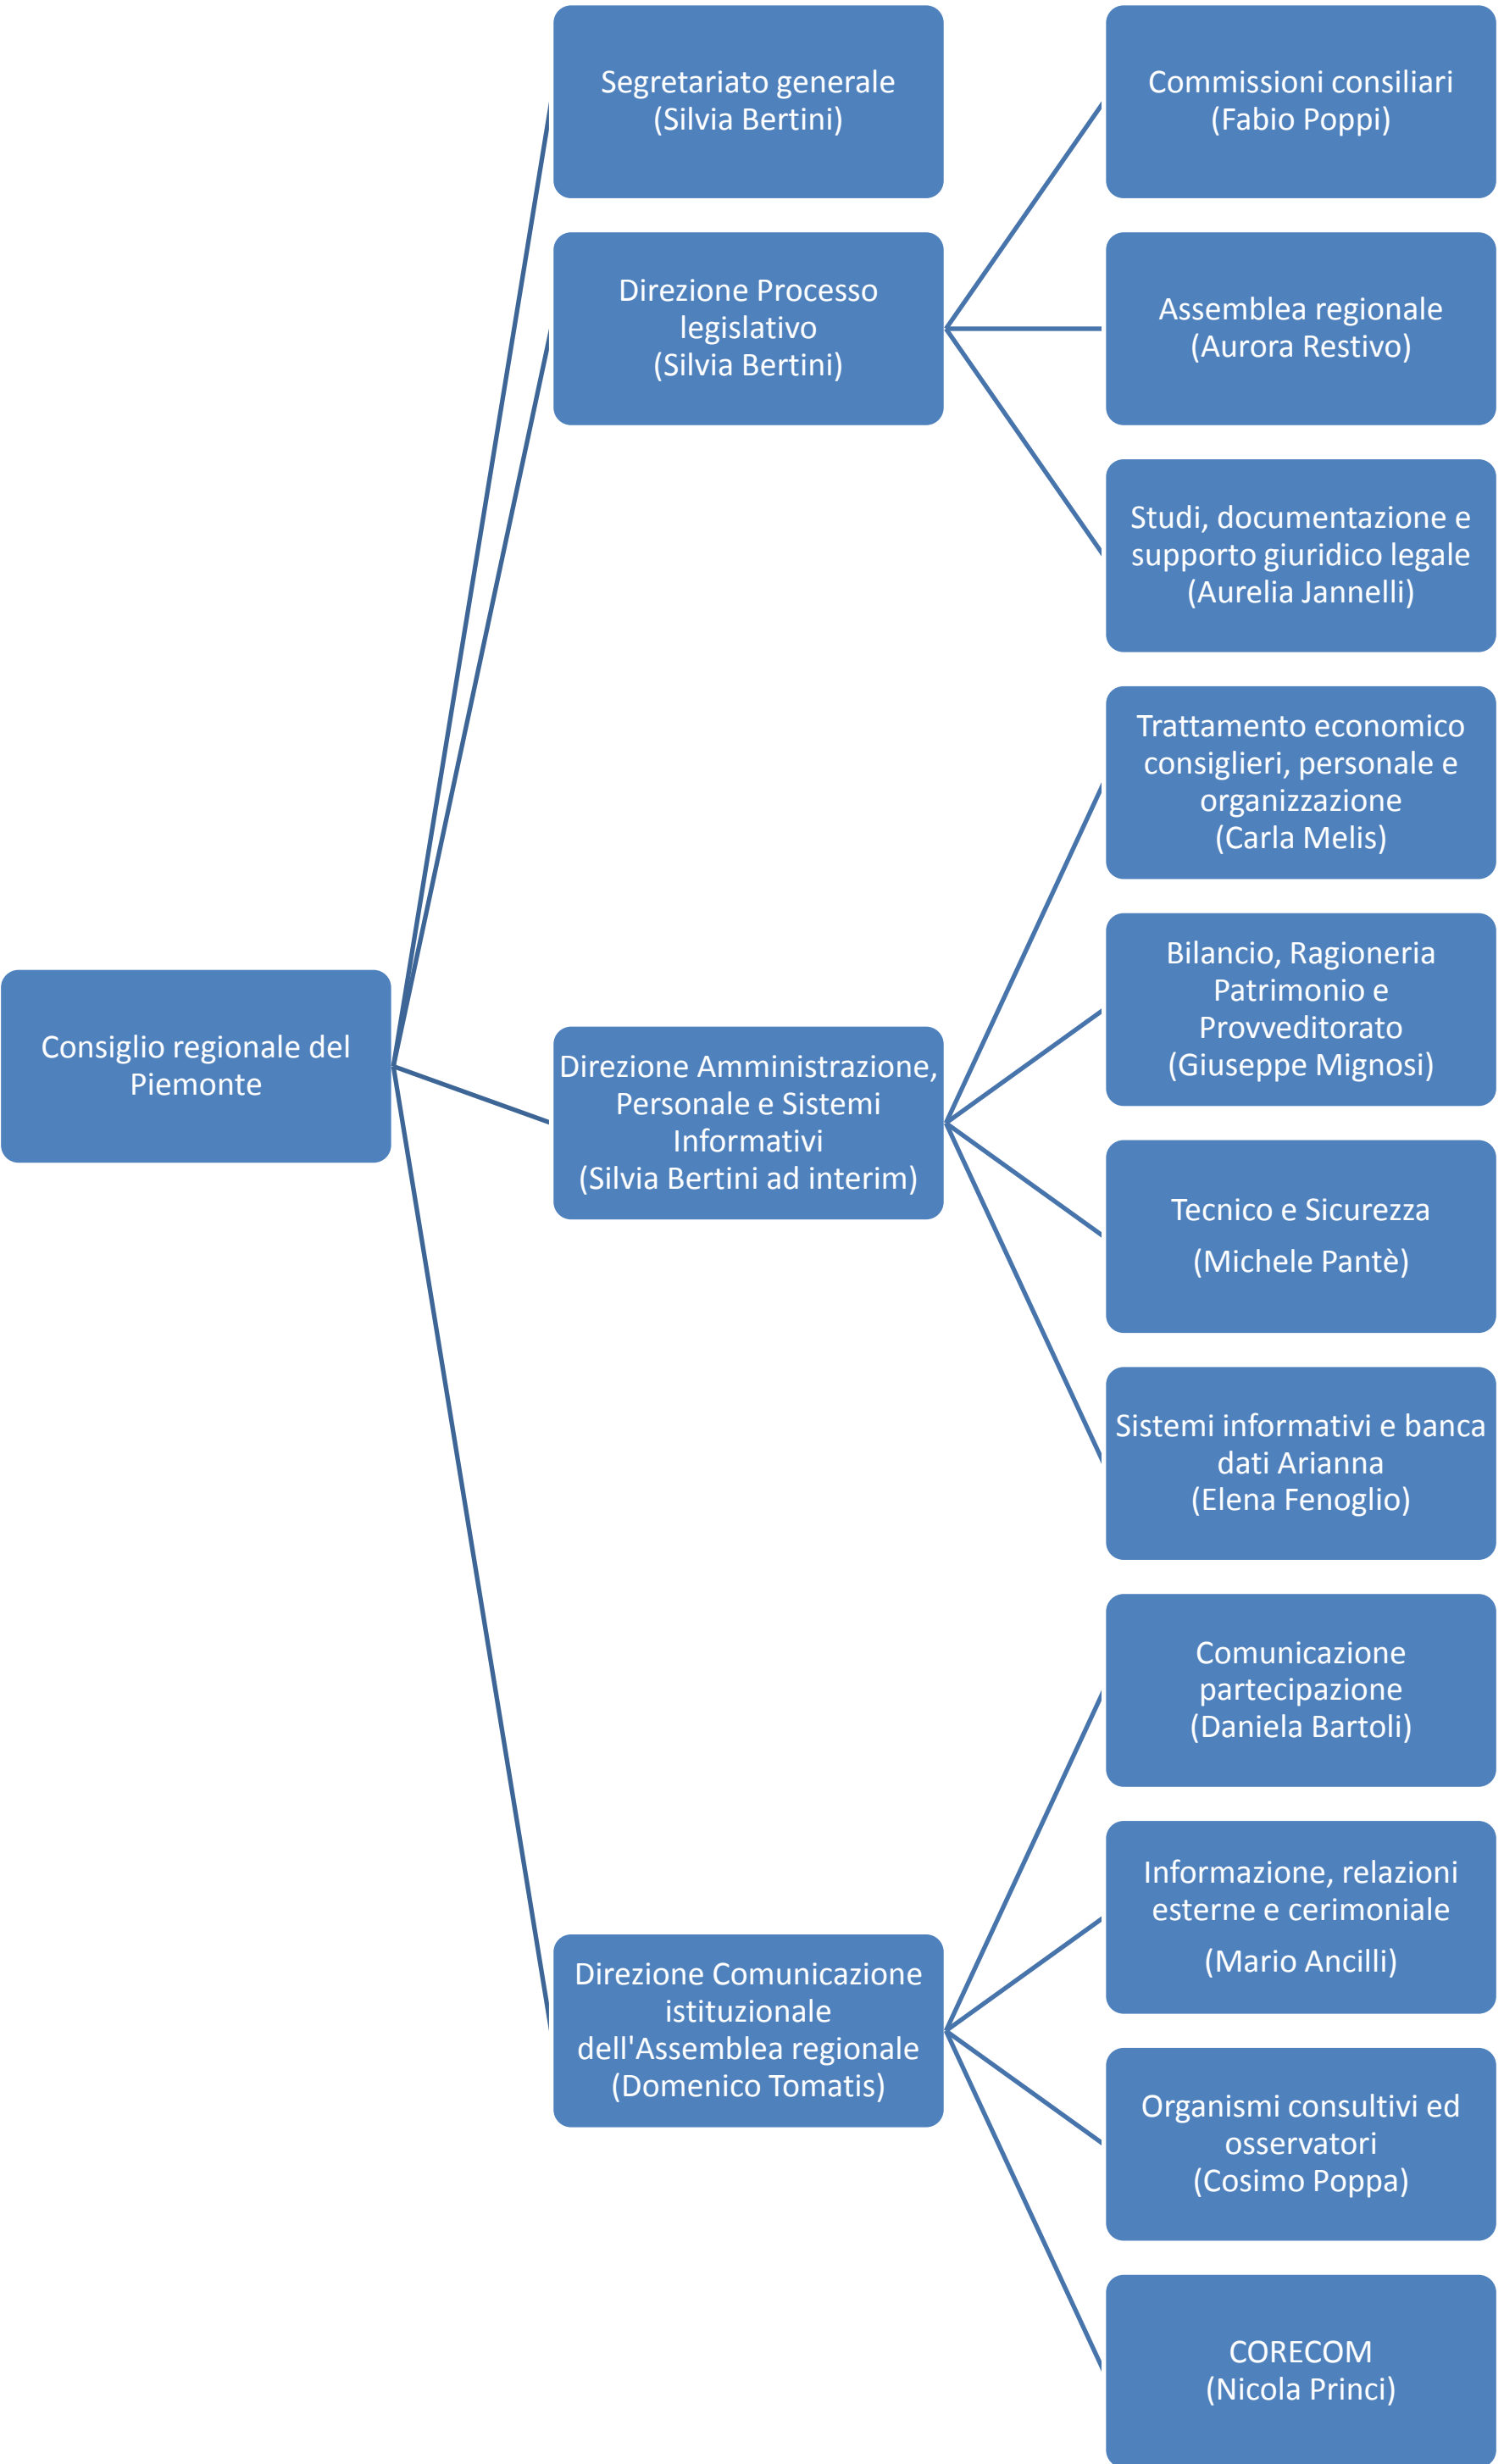 Consiglio regionale del
Piemonte
Segretariato generale
(Silvia Bertini)
Direzione Processo
legislativo
(Silvia Bertini)
Commissioni consiliari
(Fabio Poppi)
Assemblea regionale
(Aurora Restivo)
Studi, documentazione e
supporto giuridico legale
(Aurelia Jannelli)
Direzione Amministrazione,
Personale e Sistemi
Informativi
(Silvia Bertini ad interim)
Trattamento economico
consiglieri, personale e
organizzazione
(Carla Melis)
Bilancio, Ragioneria
Patrimonio e
Provveditorato
(Giuseppe Mignosi)
Tecnico e Sicurezza
(Michele Pantè)
Sistemi informativi e banca
dati Arianna
(Elena Fenoglio)
Direzione Comunicazione
istituzionale
dell'Assemblea regionale
(Domenico Tomatis)
Comunicazione
partecipazione
(Daniela Bartoli)
Informazione, relazioni
esterne e cerimoniale
(Mario Ancilli)
Organismi consultivi ed
osservatori
(Cosimo Poppa)
CORECOM
(Nicola Princi)